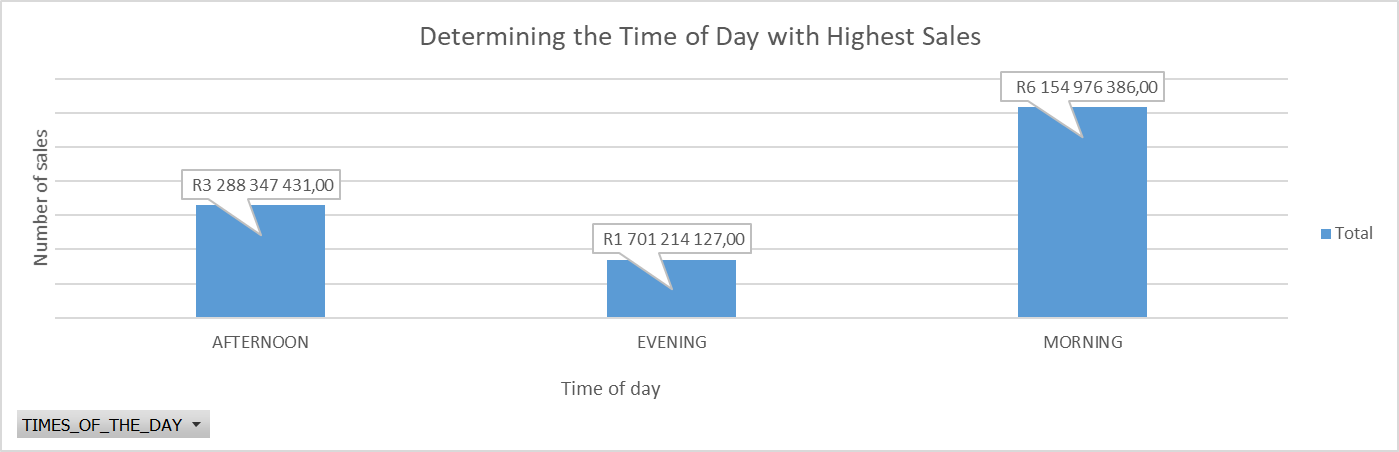 Determining the Time of Day with Highest Sales
Number of sales
R3 288 347 431,00
R1 701 214 127,00
R6 154 976 386,00
Total
AFTERNOON
EVENING
MORNING
Time of day
TIMES_OF_THE_DAY